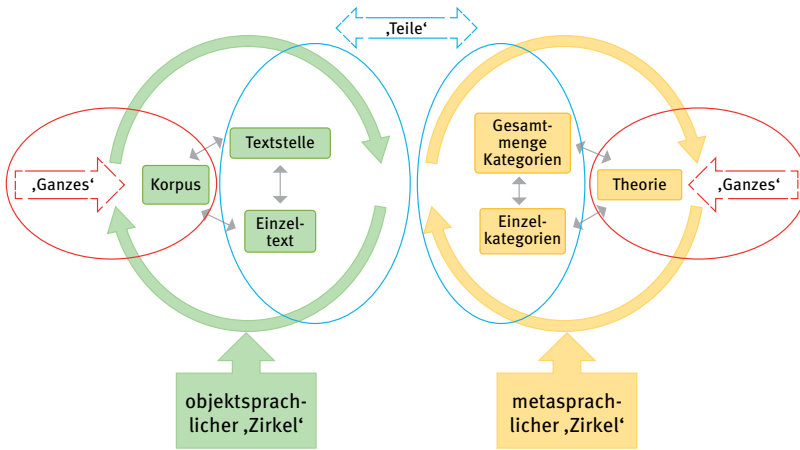 ‚Teile‘
Textstelle
Gesamt-
menge
Kategorien
‚Ganzes‘
Korpus
Theorie
‚Ganzes‘
Einzel-
text
Einzel-
kategorien
objektsprach-
licher ‚Zirkel‘
metasprach-
licher ‚Zirkel‘